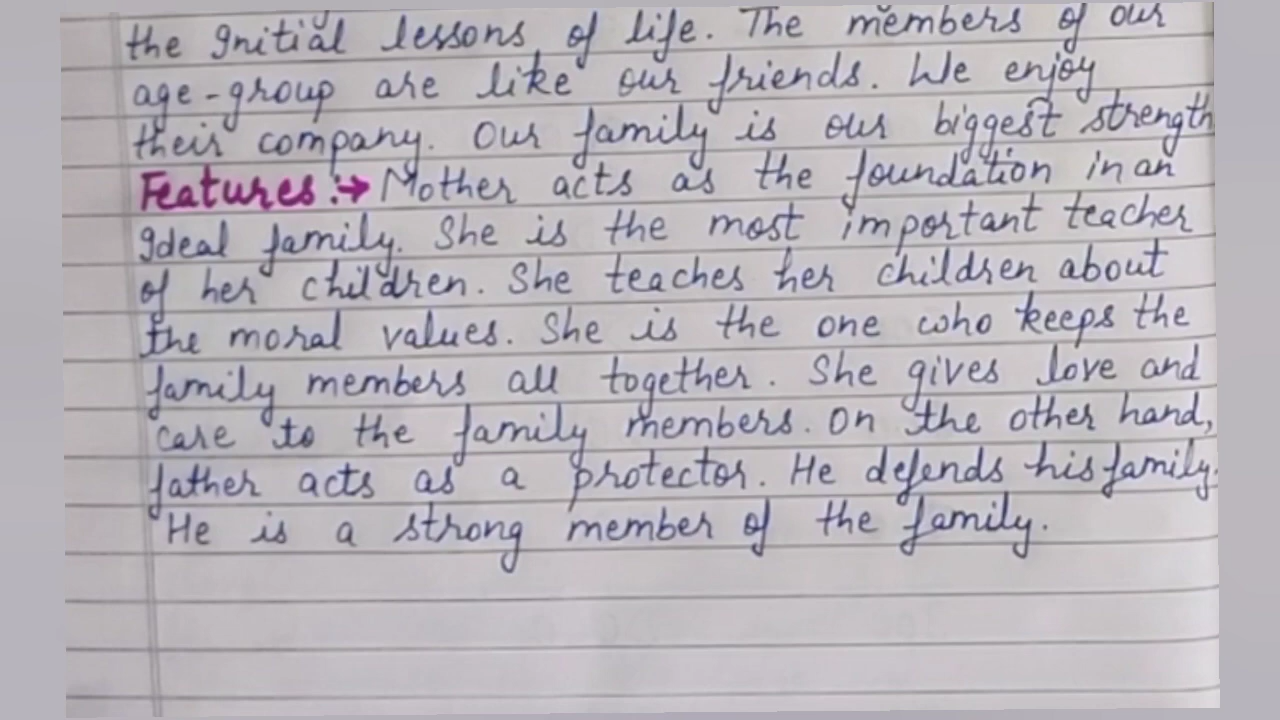 the Initial lessons of life. The members of our
age-group are like our friends. We enjoy
their company. Our family is our biggest strength
Features :→ Mother acts as the foundation in an
Ideal family. She is the most important teacher
of her children. She teaches her children about
the moral values. She is the one who keeps the
family members all together. She gives love and
care to the family members. On the other hand,
father acts as a protector. He defends his family.
He is a strong member of the family.